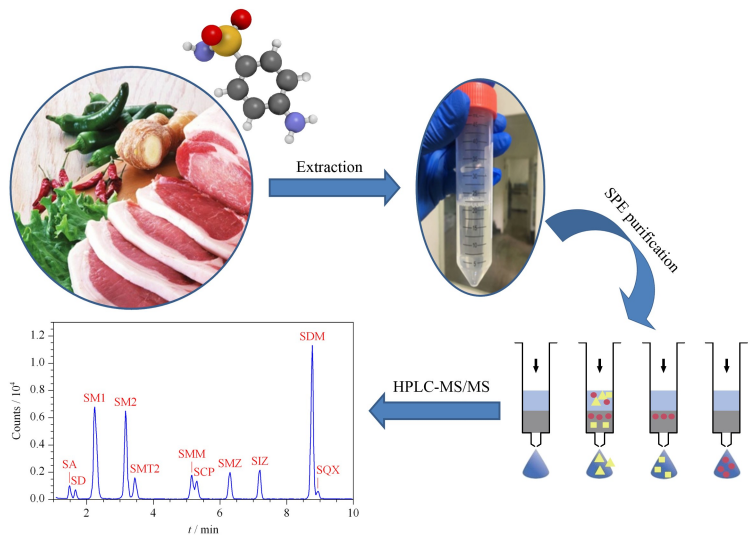 Extraction
SPE purification
HPLC-MS/MS
Counts / 10⁴
1.2
1.0
0.8
0.6
0.4
0.2
0.0
SA
SD
SM1
SM2
SMT2
SMM
SCP
SMZ
SIZ
SDM
SQX
2
4
6
8
10
t / min